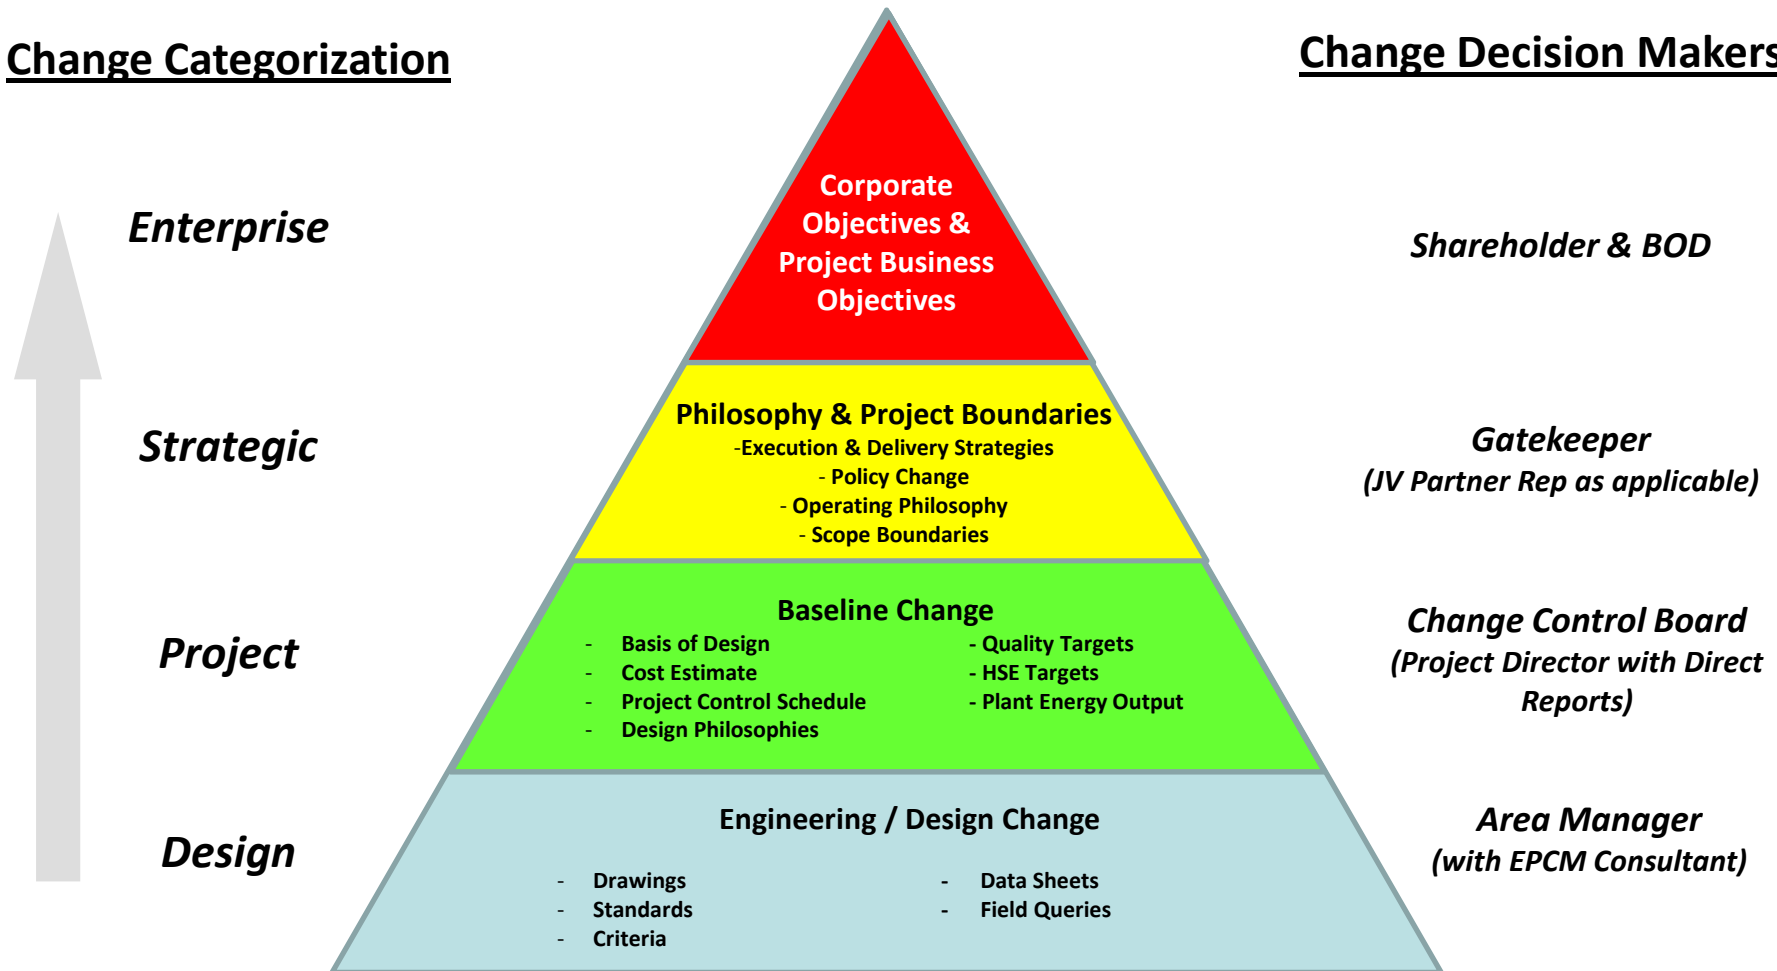 Change Categorization
Change Decision Makers
Enterprise
Corporate
Objectives &
Project Business
Objectives
Shareholder & BOD
Strategic
Philosophy & Project Boundaries
-Execution & Delivery Strategies
- Policy Change
- Operating Philosophy
- Scope Boundaries
Gatekeeper
(JV Partner Rep as applicable)
Project
Baseline Change
- Basis of Design
- Cost Estimate
- Project Control Schedule
- Design Philosophies
- Quality Targets
- HSE Targets
- Plant Energy Output
Change Control Board
(Project Director with Direct
Reports)
Design
Engineering / Design Change
- Drawings
- Standards
- Criteria
- Data Sheets
- Field Queries
Area Manager
(with EPCM Consultant)